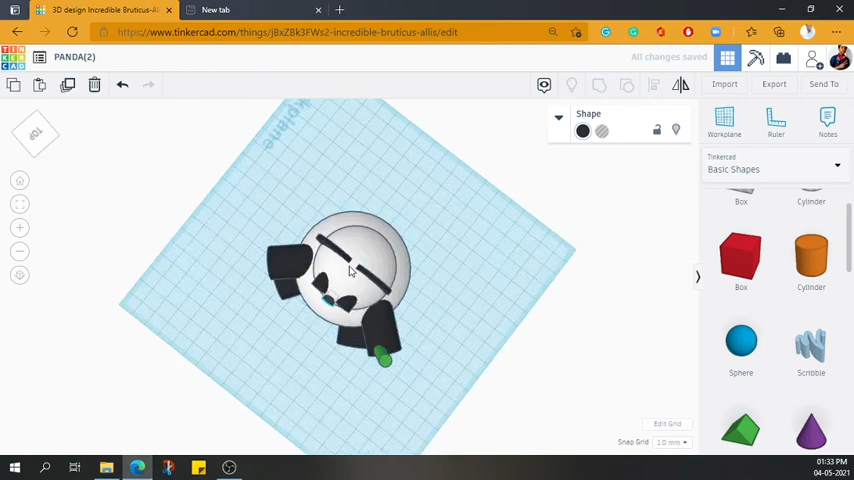 3D design Incredible Bruticus-Al
New tab
https://www.tinkercad.com/things/jBxZBk3FWs2-incredible-bruticus-allis/edit
TIN
KER
CAD
PANDA(2)
All changes saved
Import
Export
Send To
Shape
Workplane
Ruler
Notes
TOP
kplane
Tinkercad
Basic Shapes
Box
Cylinder
Box
Cylinder
Sphere
Scribble
Edit Grid
Snap Grid 1.0 mm
01:33 PM
04-05-2021